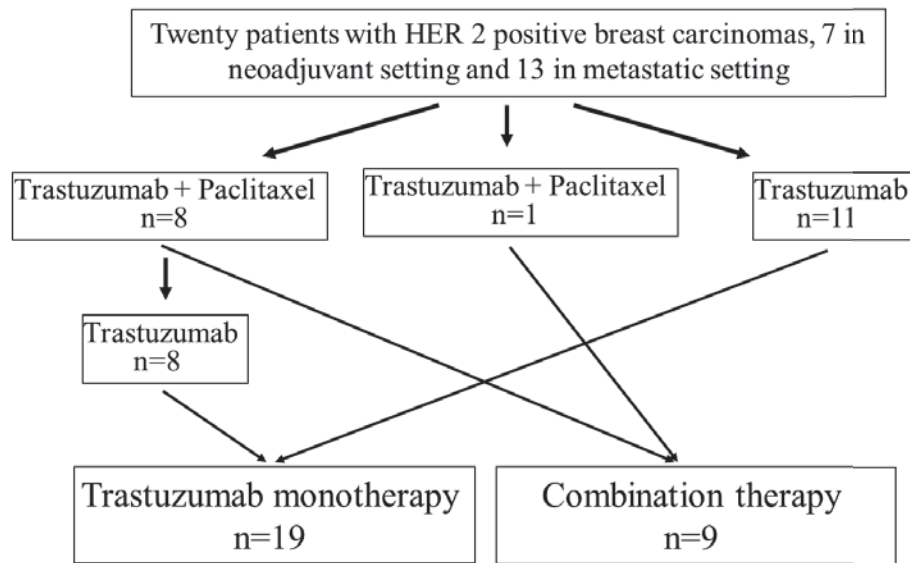 Twenty patients with HER 2 positive breast carcinomas, 7 in
neoadjuvant setting and 13 in metastatic setting
Trastuzumab + Paclitaxel
n=8
Trastuzumab + Paclitaxel
n=1
Trastuzumab
n=11
Trastuzumab
n=8
Trastuzumab monotherapy
n=19
Combination therapy
n=9